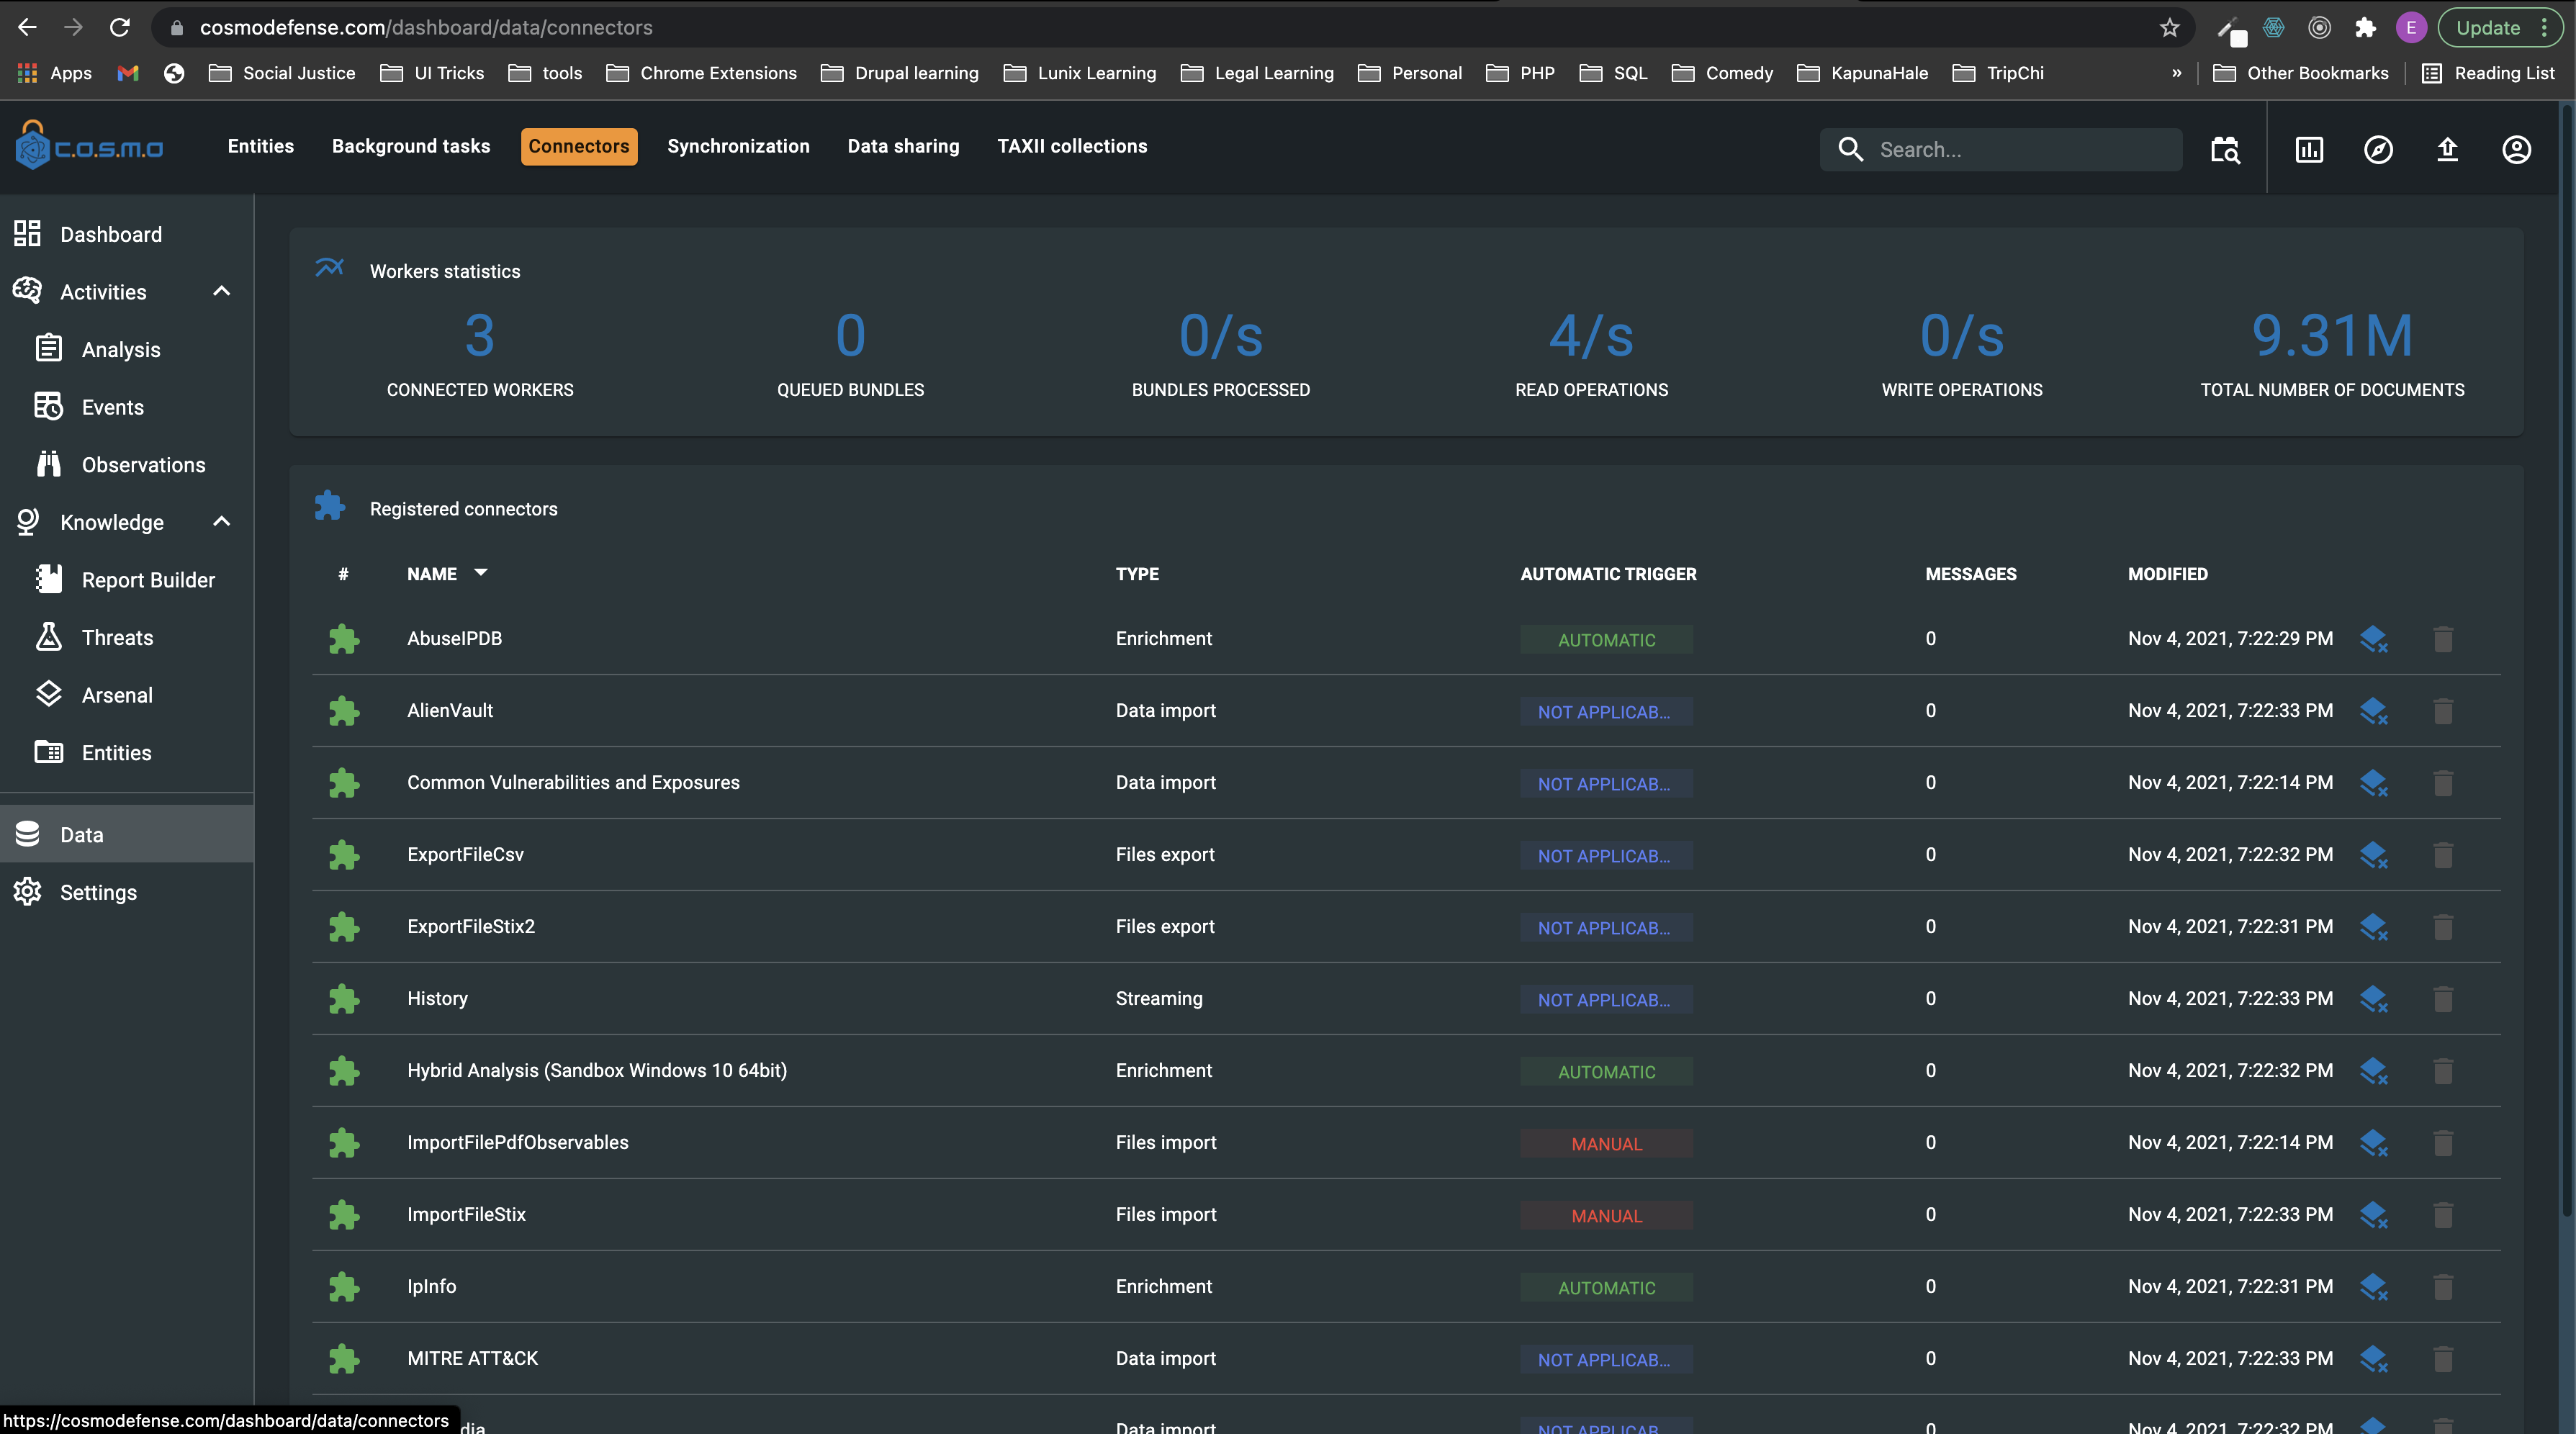 cosmodefense.com/dashboard/data/connectors
E
Update
Apps
Social Justice
UI Tricks
tools
Chrome Extensions
Drupal learning
Lunix Learning
Legal Learning
Personal
PHP
SQL
Comedy
KapunaHale
TripChi
»
Other Bookmarks
Reading List
C.O.S.M.O
Entities
Background tasks
Connectors
Synchronization
Data sharing
TAXII collections
Search...
Dashboard
Activities
Analysis
Events
Observations
Knowledge
Report Builder
Threats
Arsenal
Entities
Data
Settings
Workers statistics
3 0 0/s 4/s 0/s 9.31M
CONNECTED WORKERS QUEUED BUNDLES BUNDLES PROCESSED READ OPERATIONS WRITE OPERATIONS TOTAL NUMBER OF DOCUMENTS
Registered connectors
# NAME TYPE AUTOMATIC TRIGGER MESSAGES MODIFIED
AbuseIPDB Enrichment AUTOMATIC 0 Nov 4, 2021, 7:22:29 PM
AlienVault Data import NOT APPLICAB... 0 Nov 4, 2021, 7:22:33 PM
Common Vulnerabilities and Exposures Data import NOT APPLICAB... 0 Nov 4, 2021, 7:22:14 PM
ExportFileCsv Files export NOT APPLICAB... 0 Nov 4, 2021, 7:22:32 PM
ExportFileStix2 Files export NOT APPLICAB... 0 Nov 4, 2021, 7:22:31 PM
History Streaming NOT APPLICAB... 0 Nov 4, 2021, 7:22:33 PM
Hybrid Analysis (Sandbox Windows 10 64bit) Enrichment AUTOMATIC 0 Nov 4, 2021, 7:22:32 PM
ImportFilePdfObservables Files import MANUAL 0 Nov 4, 2021, 7:22:14 PM
ImportFileStix Files import MANUAL 0 Nov 4, 2021, 7:22:33 PM
IpInfo Enrichment AUTOMATIC 0 Nov 4, 2021, 7:22:31 PM
MITRE ATT&CK Data import NOT APPLICAB... 0 Nov 4, 2021, 7:22:33 PM
dia Data import NOT APPLICAB 0 Nov 4, 2021, 7:22:32 PM
https://cosmodefense.com/dashboard/data/connectors